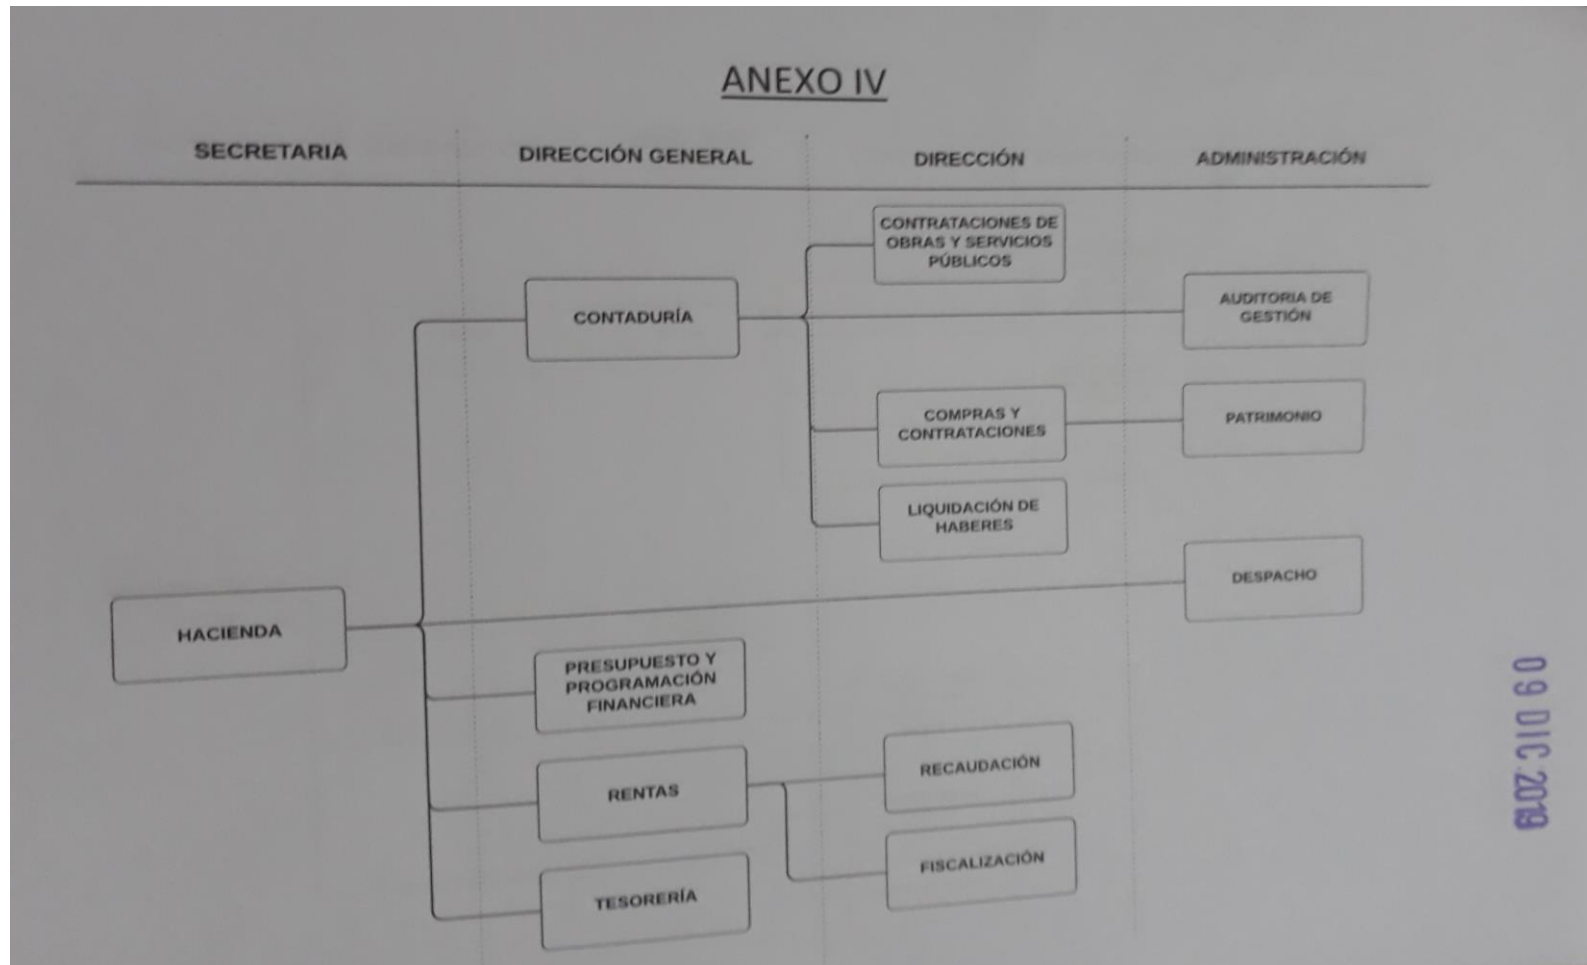 ANEXO IV
SECRETARIA
DIRECCIÓN GENERAL
DIRECCIÓN
ADMINISTRACIÓN
CONTRATACIONES DE
OBRAS Y SERVICIOS
PÚBLICOS
CONTADURÍA
AUDITORIA DE
GESTIÓN
COMPRAS Y
CONTRATACIONES
PATRIMONIO
LIQUIDACIÓN DE
HABERES
DESPACHO
HACIENDA
PRESUPUESTO Y
PROGRAMACIÓN
FINANCIERA
RENTAS
RECAUDACIÓN
FISCALIZACIÓN
TESORERÍA
09 DIC 2019